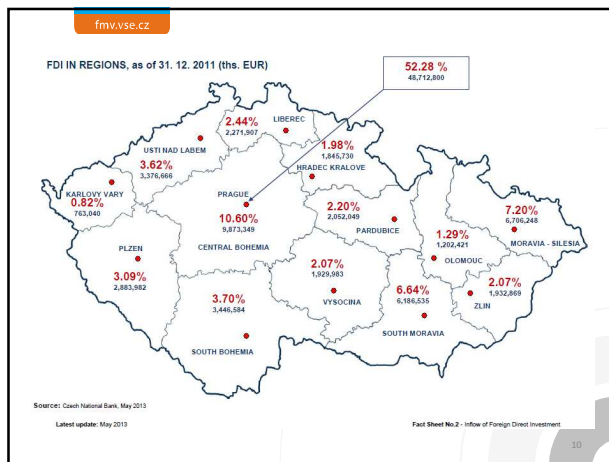 fmv.vse.cz
FDI IN REGIONS, as of 31. 12. 2011 (ths. EUR)
52.28 %
48,712,800
2.44%
2,271,907
LIBEREC
USTI NAD LABEM
3.62%
3,376,666
1.98%
1,845,730
HRADEC KRALOVE
KARLOVY VARY
0.82%
763,040
PRAGUE
10.60%
9,873,349
CENTRAL BOHEMIA
2.20%
2,052,049
PARDUBICE
7.20%
6,706,248
MORAVIA - SILESIA
1.29%
1,202,421
OLOMOUC
PLZEN
3.09%
2,883,982
2.07%
1,929,983
VYSOCINA
6.64%
6,186,535
SOUTH MORAVIA
2.07%
1,932,869
ZLIN
3.70%
3,446,584
SOUTH BOHEMIA
Source: Czech National Bank, May 2013
Latest update: May 2013
Fact Sheet No.2 - Inflow of Foreign Direct Investment
10